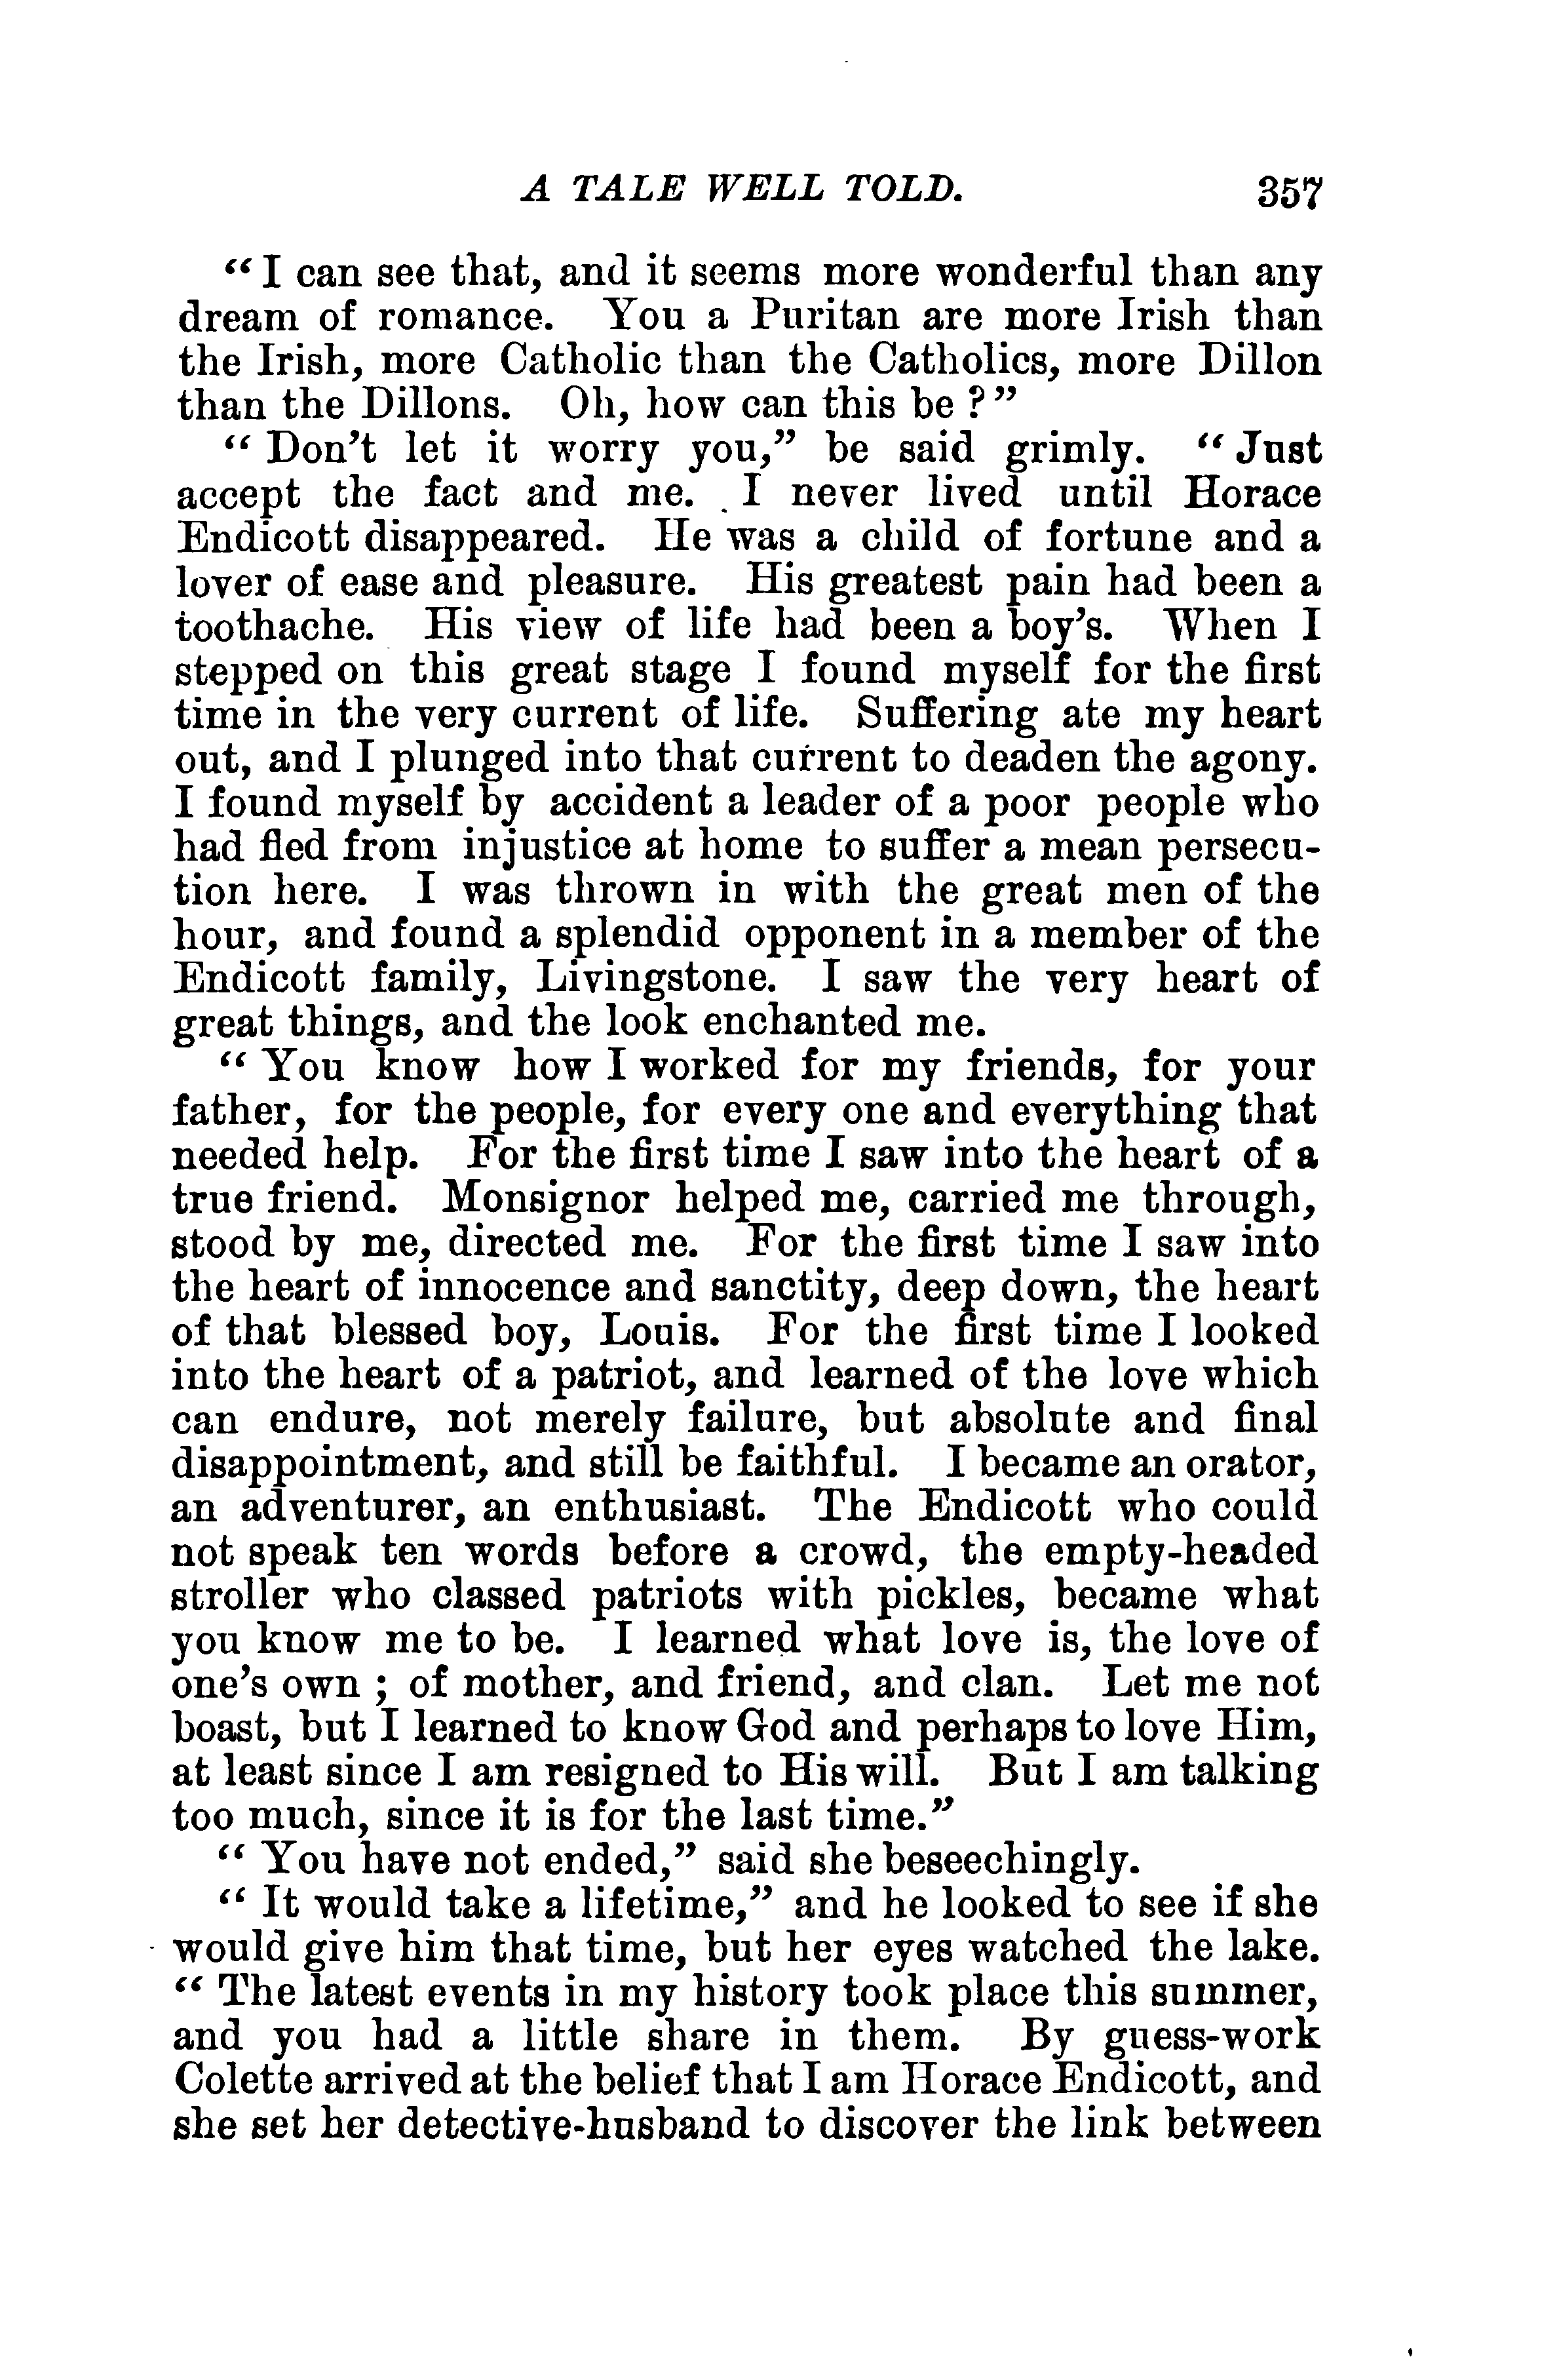 A TALE WELL TOLD. 357
“I can see that, and it seems more wonderful than any
dream of romance. You a Puritan are more Irish than
the Irish, more Catholic than the Catholics, more Dillon
than the Dillons. Oh, how can this be ?”
“Don’t let it worry you,” be said grimly. “Just
accept the fact and me. I never lived until Horace
Endicott disappeared. He was a child of fortune and a
lover of ease and pleasure. His greatest pain had been a
toothache. His view of life had been a boy’s. When I
stepped on this great stage I found myself for the first
time in the very current of life. Suffering ate my heart
out, and I plunged into that current to deaden the agony.
I found myself by accident a leader of a poor people who
had fled from injustice at home to suffer a mean persecu-
tion here. I was thrown in with the great men of the
hour, and found a splendid opponent in a member of the
Endicott family, Livingstone. I saw the very heart of
great things, and the look enchanted me.
“You know how I worked for my friends, for your
father, for the people, for every one and everything that
needed help. For the first time I saw into the heart of a
true friend. Monsignor helped me, carried me through,
stood by me, directed me. For the first time I saw into
the heart of innocence and sanctity, deep down, the heart
of that blessed boy, Louis. For the first time I looked
into the heart of a patriot, and learned of the love which
can endure, not merely failure, but absolute and final
disappointment, and still be faithful. I became an orator,
an adventurer, an enthusiast. The Endicott who could
not speak ten words before a crowd, the empty-headed
stroller who classed patriots with pickles, became what
you know me to be. I learned what love is, the love of
one’s own ; of mother, and friend, and clan. Let me not
boast, but I learned to know God and perhaps to love Him,
at least since I am resigned to His will. But I am talking
too much, since it is for the last time.”
“You have not ended,” said she beseechingly.
“It would take a lifetime,” and he looked to see if she
would give him that time, but her eyes watched the lake.
“The latest events in my history took place this summer,
and you had a little share in them. By guess-work
Colette arrived at the belief that I am Horace Endicott, and
she set her detective-husband to discover the link between